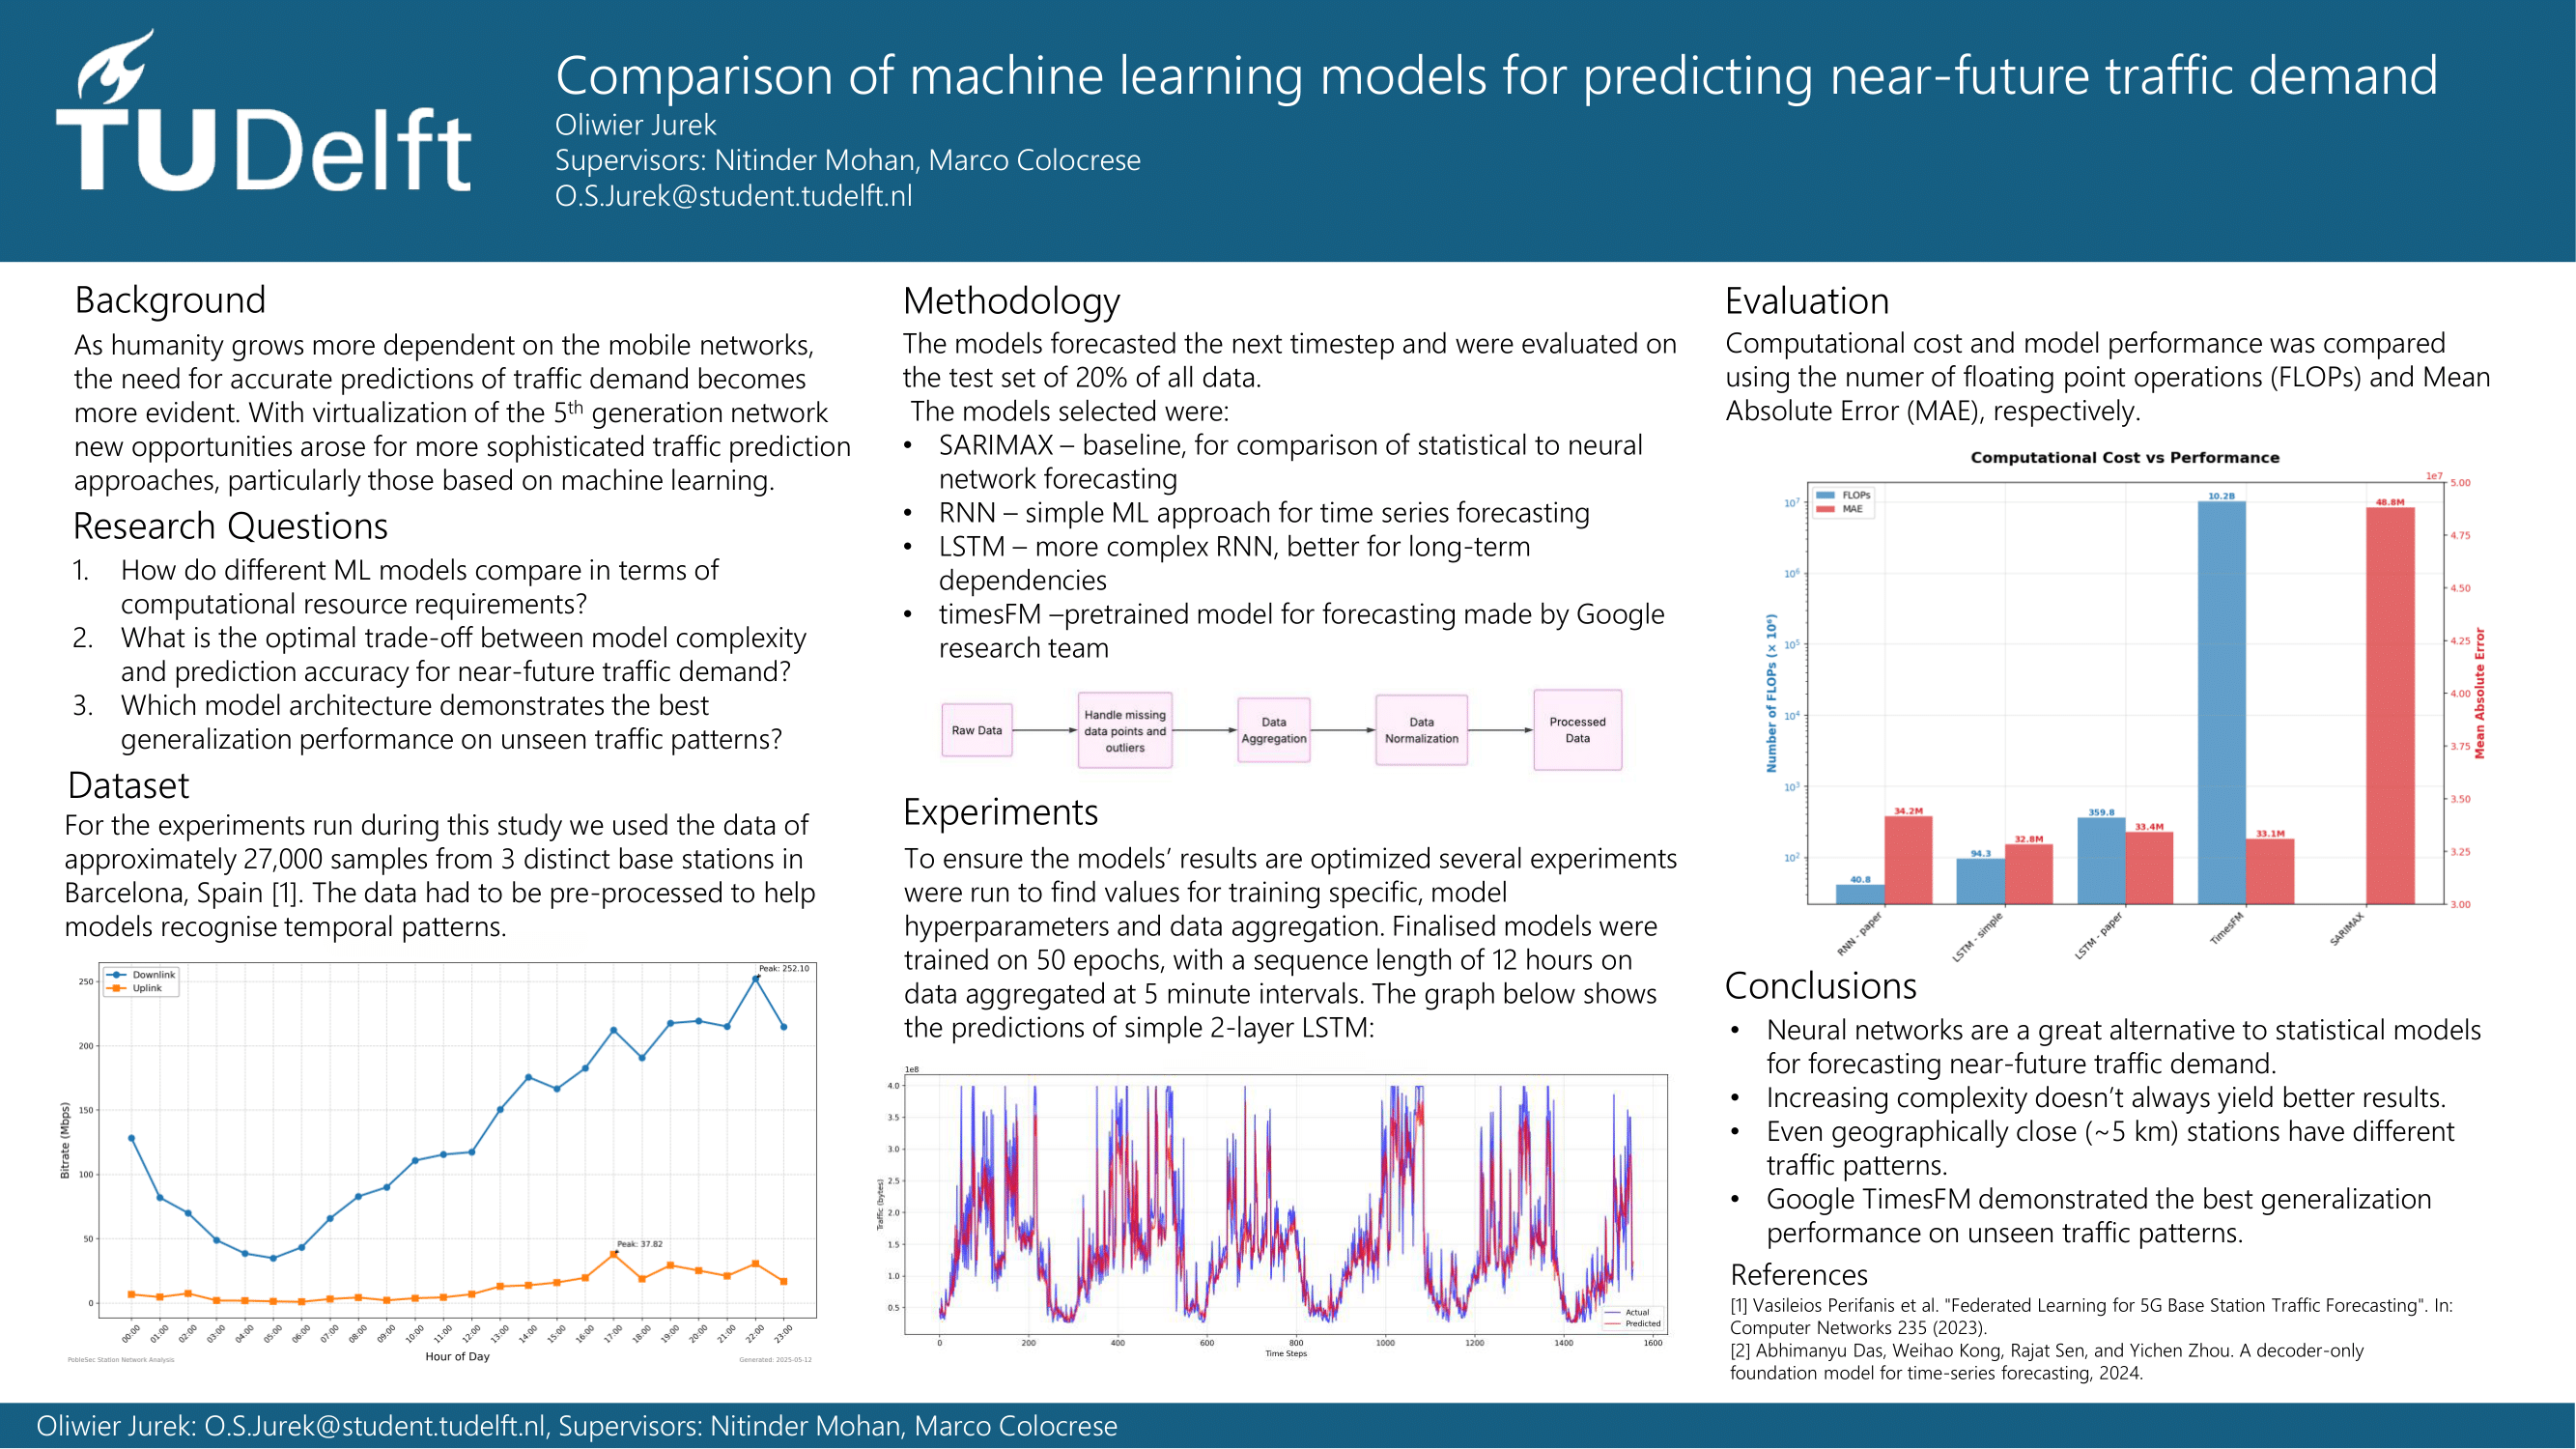 TUDelft
Comparison of machine learning models for predicting near-future traffic demand
Oliwier Jurek
Supervisors: Nitinder Mohan, Marco Colocrese
O.S.Jurek@student.tudelft.nl
Background
As humanity grows more dependent on the mobile networks,
the need for accurate predictions of traffic demand becomes
more evident. With virtualization of the 5th generation network
new opportunities arose for more sophisticated traffic prediction
approaches, particularly those based on machine learning.
Research Questions
1. How do different ML models compare in terms of
computational resource requirements?
2. What is the optimal trade-off between model complexity
and prediction accuracy for near-future traffic demand?
3. Which model architecture demonstrates the best
generalization performance on unseen traffic patterns?
Dataset
For the experiments run during this study we used the data of
approximately 27,000 samples from 3 distinct base stations in
Barcelona, Spain [1]. The data had to be pre-processed to help
models recognise temporal patterns.
Downlink
Uplink
Peak: 252.10
Peak: 37.82
Bitrate (Mbps)
250
200
150
100
50
0
00:00 01:00 02:00 03:00 04:00 05:00 06:00 07:00 08:00 09:00 10:00 11:00 12:00 13:00 14:00 15:00 16:00 17:00 18:00 19:00 20:00 21:00 22:00 23:00
Hour of Day
PobleSec Station Network Analysis
Generated: 2025-05-12
Methodology
The models forecasted the next timestep and were evaluated on
the test set of 20% of all data.
The models selected were:
• SARIMAX – baseline, for comparison of statistical to neural
network forecasting
• RNN – simple ML approach for time series forecasting
• LSTM – more complex RNN, better for long-term
dependencies
• timesFM –pretrained model for forecasting made by Google
research team
Raw Data
Handle missing
data points and
outliers
Data
Aggregation
Data
Normalization
Processed
Data
Experiments
To ensure the models' results are optimized several experiments
were run to find values for training specific, model
hyperparameters and data aggregation. Finalised models were
trained on 50 epochs, with a sequence length of 12 hours on
data aggregated at 5 minute intervals. The graph below shows
the predictions of simple 2-layer LSTM:
1e8
4.0
3.5
3.0
2.5
2.0
1.5
1.0
0.5
Traffic (bytes)
Actual
Predicted
0 200 400 600 800 1000 1200 1400 1600
Time Steps
Evaluation
Computational cost and model performance was compared
using the numer of floating point operations (FLOPs) and Mean
Absolute Error (MAE), respectively.
Computational Cost vs Performance
FLOPs
MAE
Number of FLOPs (× 10⁶)
10⁷
10⁶
10⁵
10⁴
10³
10²
40.8
34.2M
94.3
32.8M
359.8
33.4M
10.2B
33.1M
48.8M
1e7
5.00
4.75
4.50
4.25
4.00
3.75
3.50
3.25
3.00
Mean Absolute Error
RNN - paper
LSTM - simple
LSTM - paper
TimesFM
SARIMAX
Conclusions
• Neural networks are a great alternative to statistical models
for forecasting near-future traffic demand.
• Increasing complexity doesn't always yield better results.
• Even geographically close (~5 km) stations have different
traffic patterns.
• Google TimesFM demonstrated the best generalization
performance on unseen traffic patterns.
References
[1] Vasileios Perifanis et al. "Federated Learning for 5G Base Station Traffic Forecasting". In:
Computer Networks 235 (2023).
[2] Abhimanyu Das, Weihao Kong, Rajat Sen, and Yichen Zhou. A decoder-only
foundation model for time-series forecasting, 2024.
Oliwier Jurek: O.S.Jurek@student.tudelft.nl, Supervisors: Nitinder Mohan, Marco Colocrese